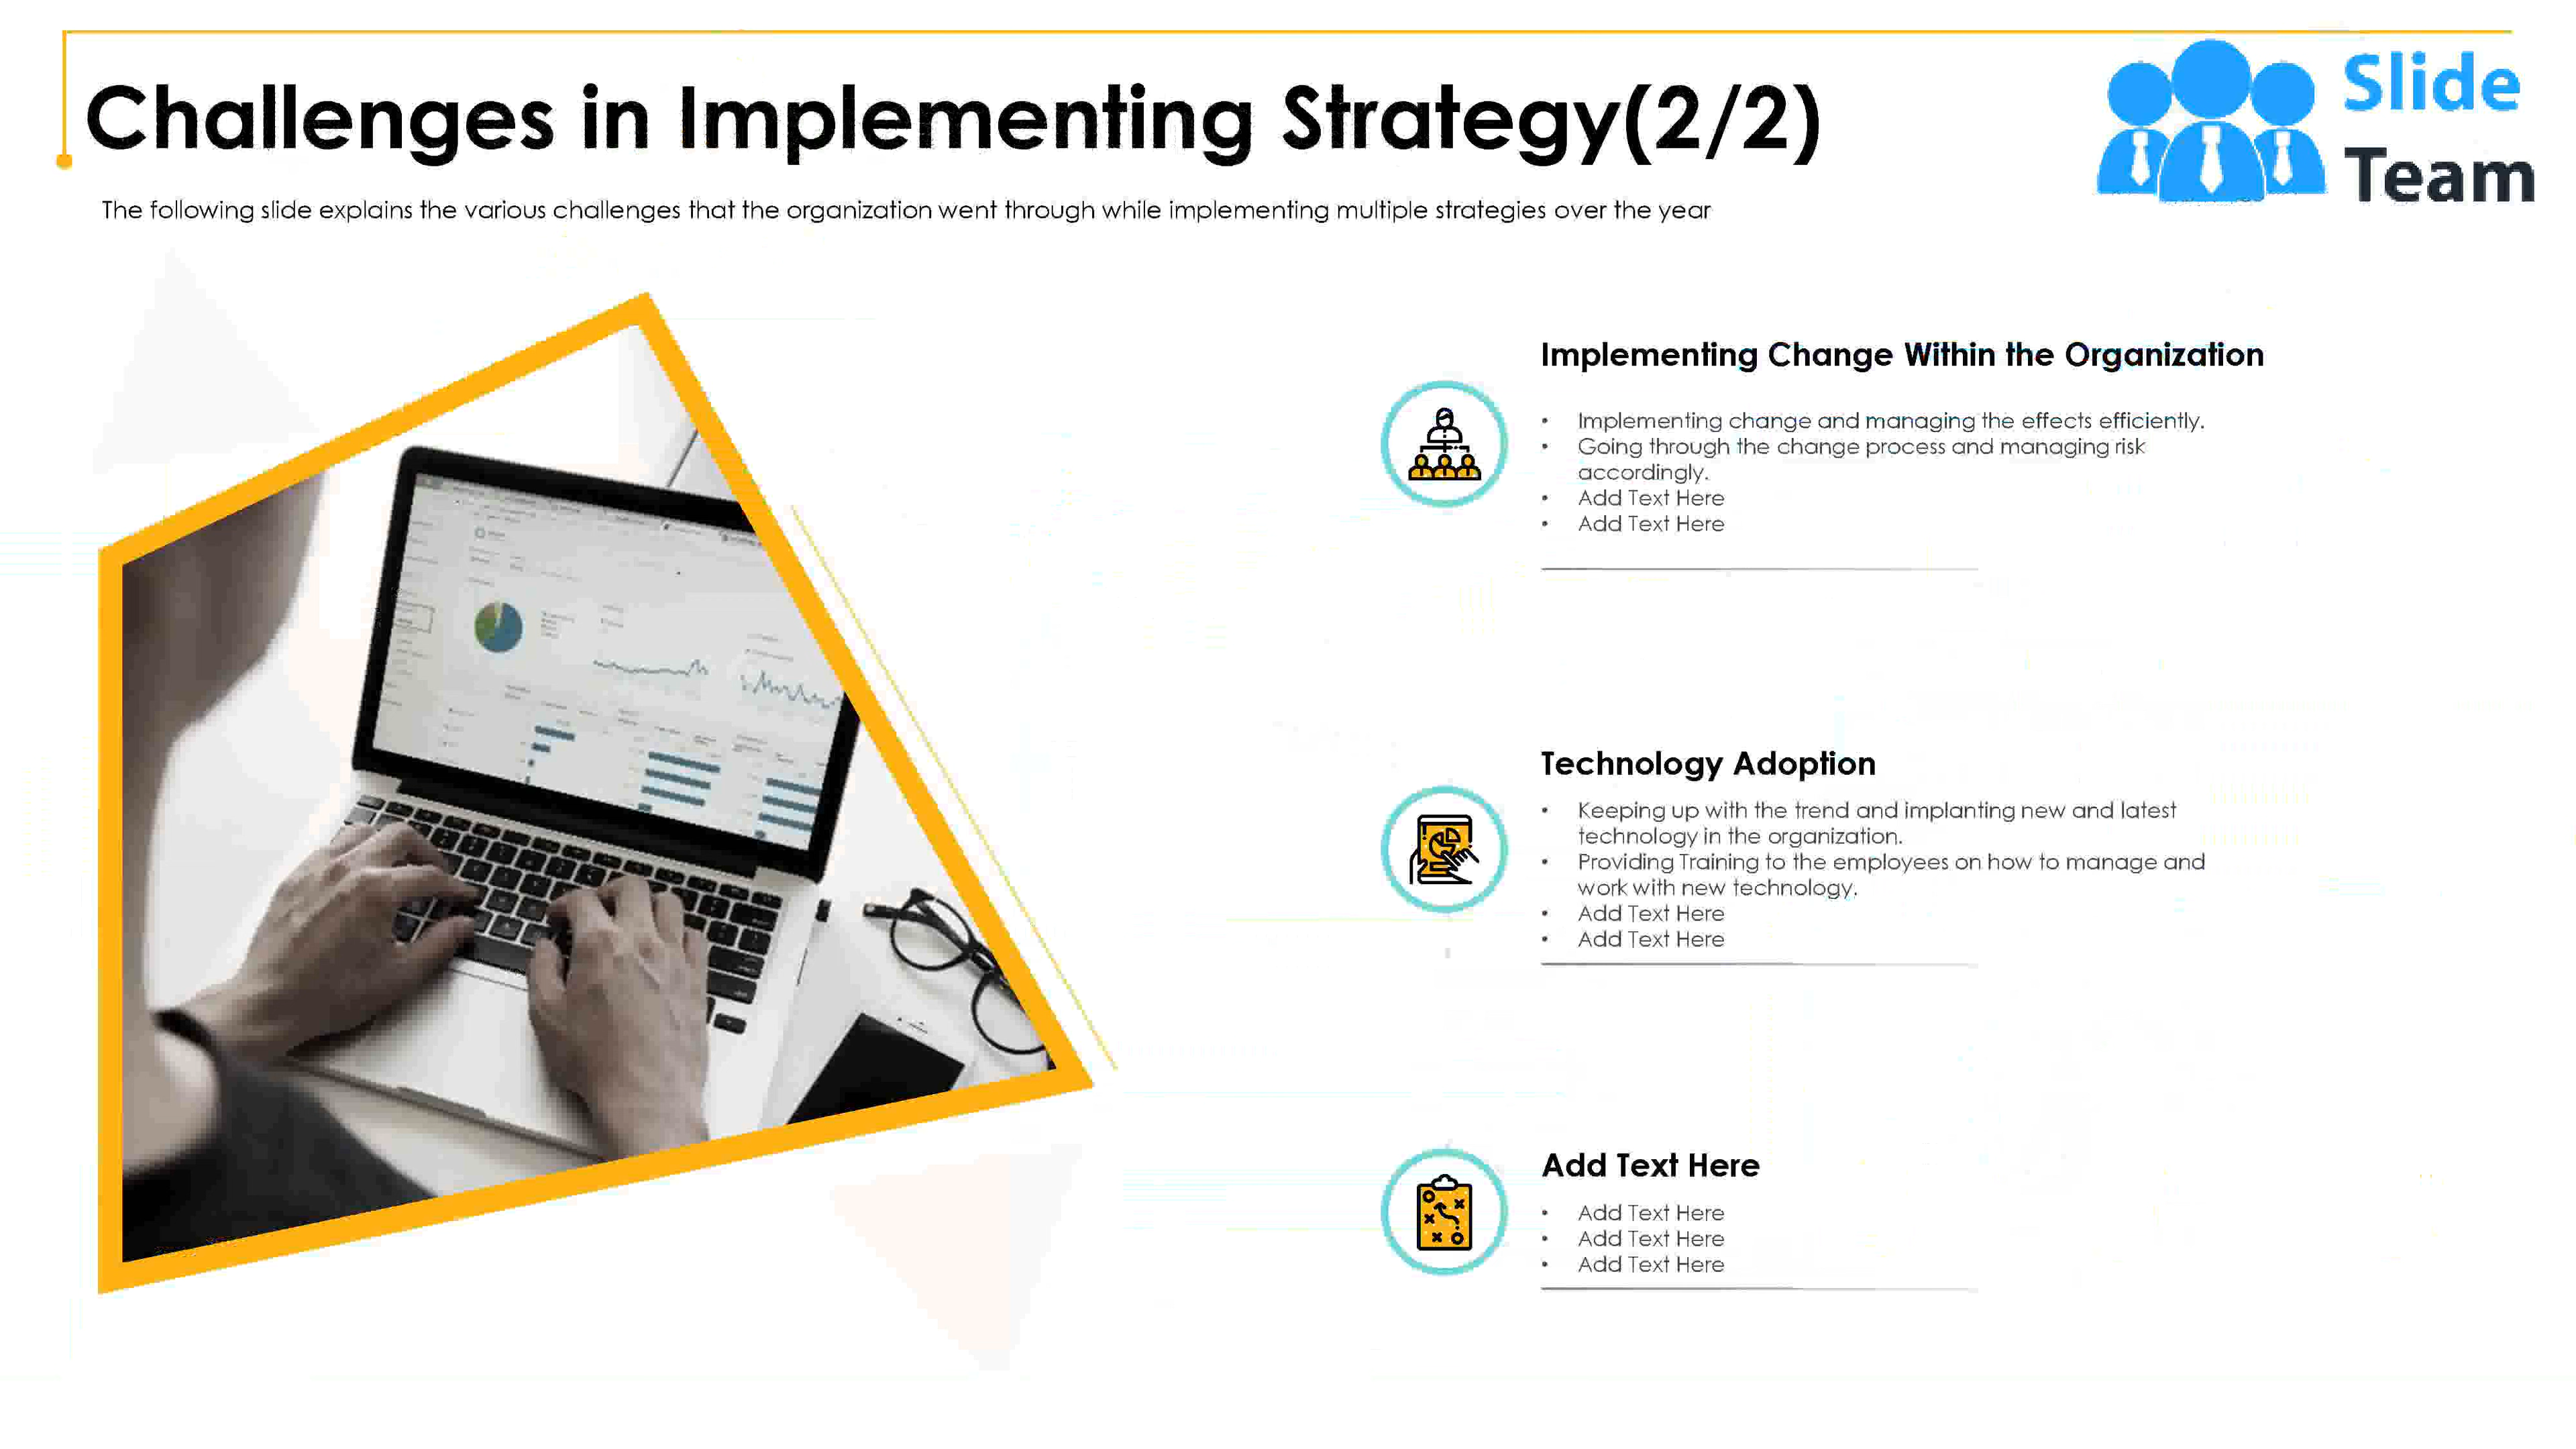 Challenges in Implementing Strategy(2/2)
Slide
Team
The following slide explains the various challenges that the organization went through while implementing multiple strategies over the year
Implementing Change Within the Organization
• Implementing change and managing the effects efficiently.
• Going through the change process and managing risk
accordingly.
• Add Text Here
• Add Text Here
Technology Adoption
• Keeping up with the trend and implanting new and latest
technology in the organization.
• Providing Training to the employees on how to manage and
work with new technology.
• Add Text Here
• Add Text Here
Add Text Here
• Add Text Here
• Add Text Here
• Add Text Here